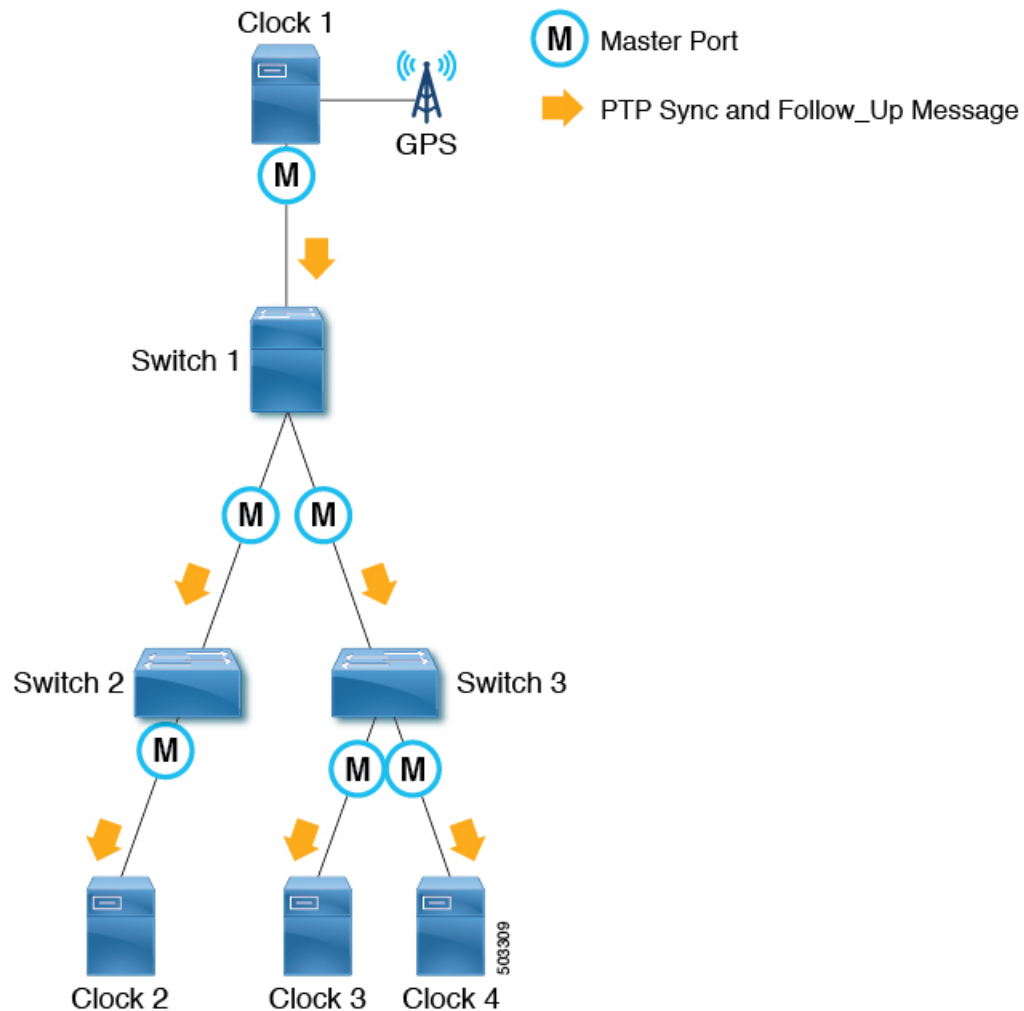 Clock 1
M Master Port
PTP Sync and Follow_Up Message
GPS
M
Switch 1
M M
Switch 2
Switch 3
M
M M
503309
Clock 2 Clock 3 Clock 4